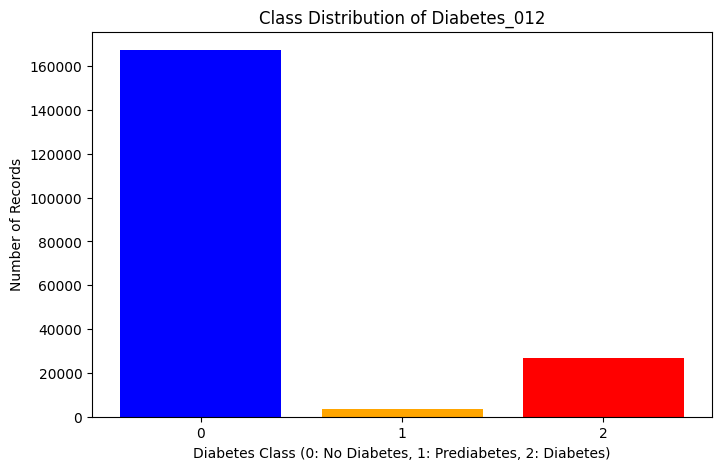 Class Distribution of Diabetes_012
Number of Records
160000
140000
120000
100000
80000
60000
40000
20000
0
0 1 2
Diabetes Class (0: No Diabetes, 1: Prediabetes, 2: Diabetes)